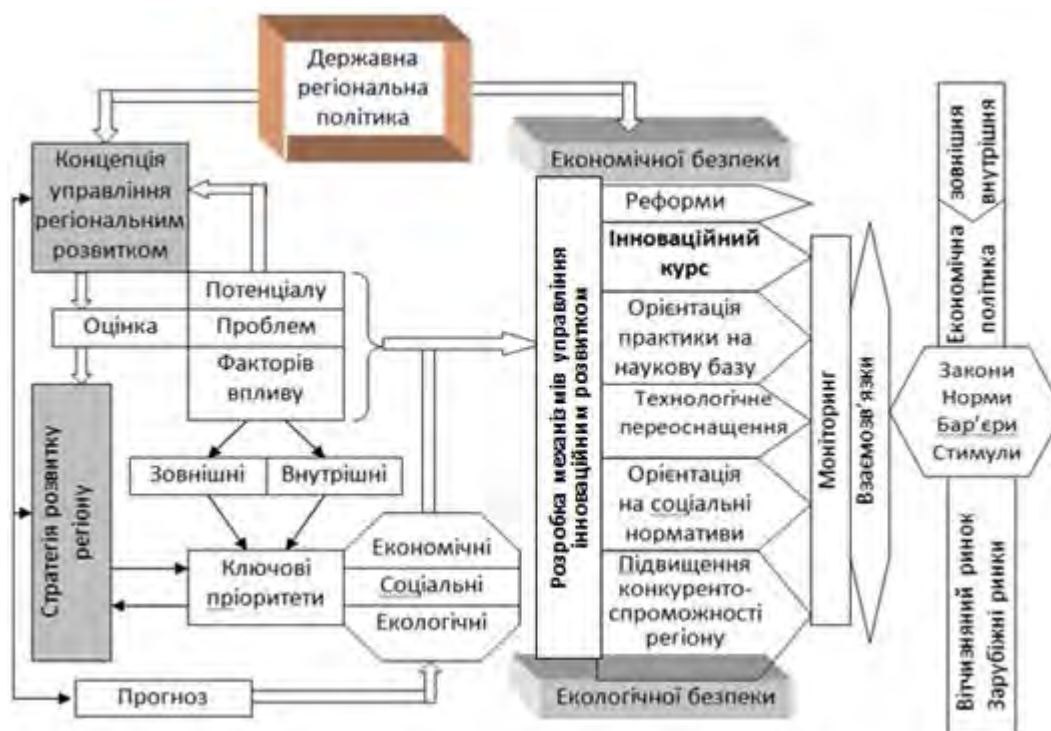 Державна
регіональна
політика
Концепція
управління
регіональним
розвитком
Потенціалу
Оцінка
Проблем
Факторів
впливу
Стратегія розвитку
регіону
Зовнішні
Внутрішні
Ключові
пріоритети
Економічні
Соціальні
Екологічні
Прогноз
Економічної безпеки
Розробка механізмів управління
інноваційним розвитком
Реформи
Інноваційний
курс
Орієнтація
практики на
наукову базу
Технологічне
переоснащення
Орієнтація
на соціальні
нормативи
Підвищення
конкуренто-
спроможності
регіону
Екологічної безпеки
Моніторинг
Взаємозв'язки
зовнішня
внутрішня
Економічна
політика
Закони
Норми
Бар'єри
Стимули
Вітчизняний ринок
Зарубіжні ринки